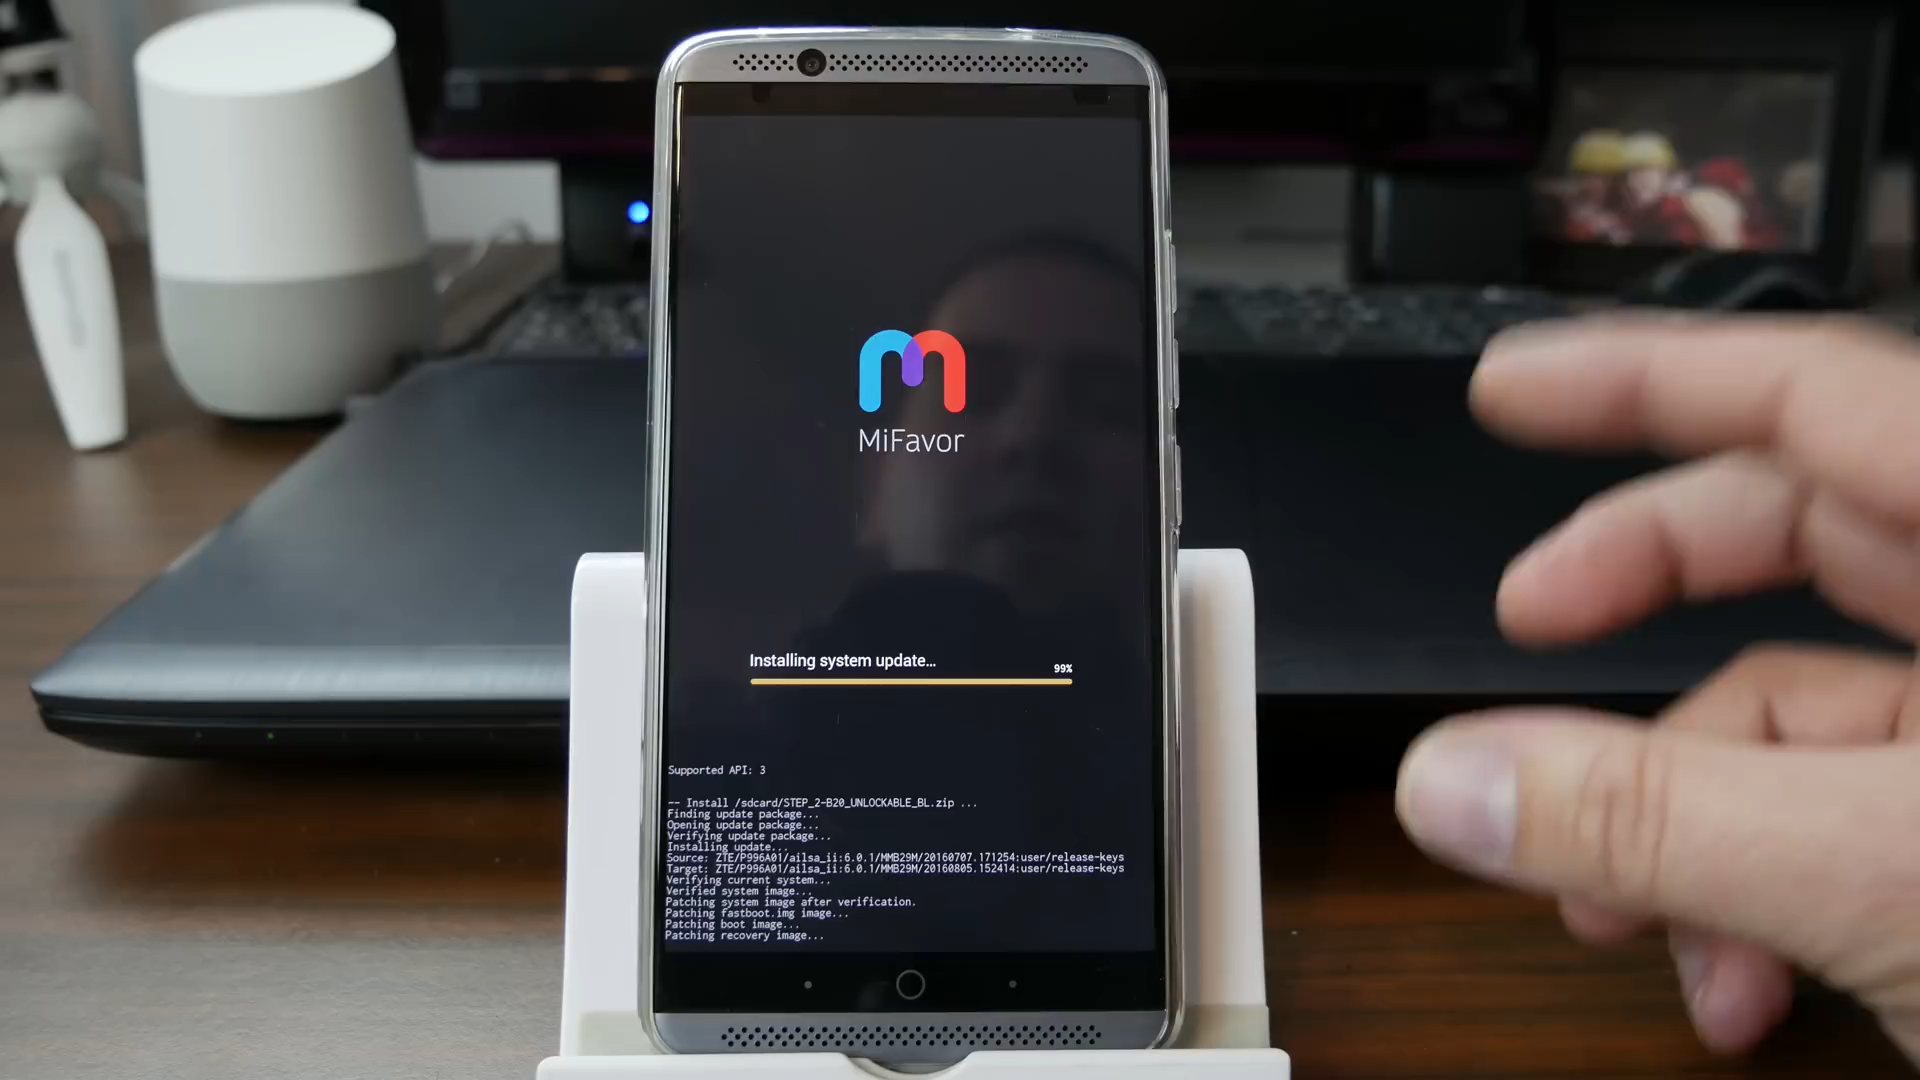 MiFavor
Installing system update...
99%
Supported API: 3
-- Install /sdcard/STEP_2-B20_UNLOCKABLE_BL.zip ...
Finding update package...
Opening update package...
Verifying update package...
Installing update...
Source: ZTE/P996A01/ailsa_ii:6.0.1/MMB29M/20160707.171254:user/release-keys
Target: ZTE/P996A01/ailsa_ii:6.0.1/MMB29M/20160805.152414:user/release-keys
Verifying current system...
Verified system image...
Patching system image after verification.
Patching fastboot.img image...
Patching boot image...
Patching recovery image...